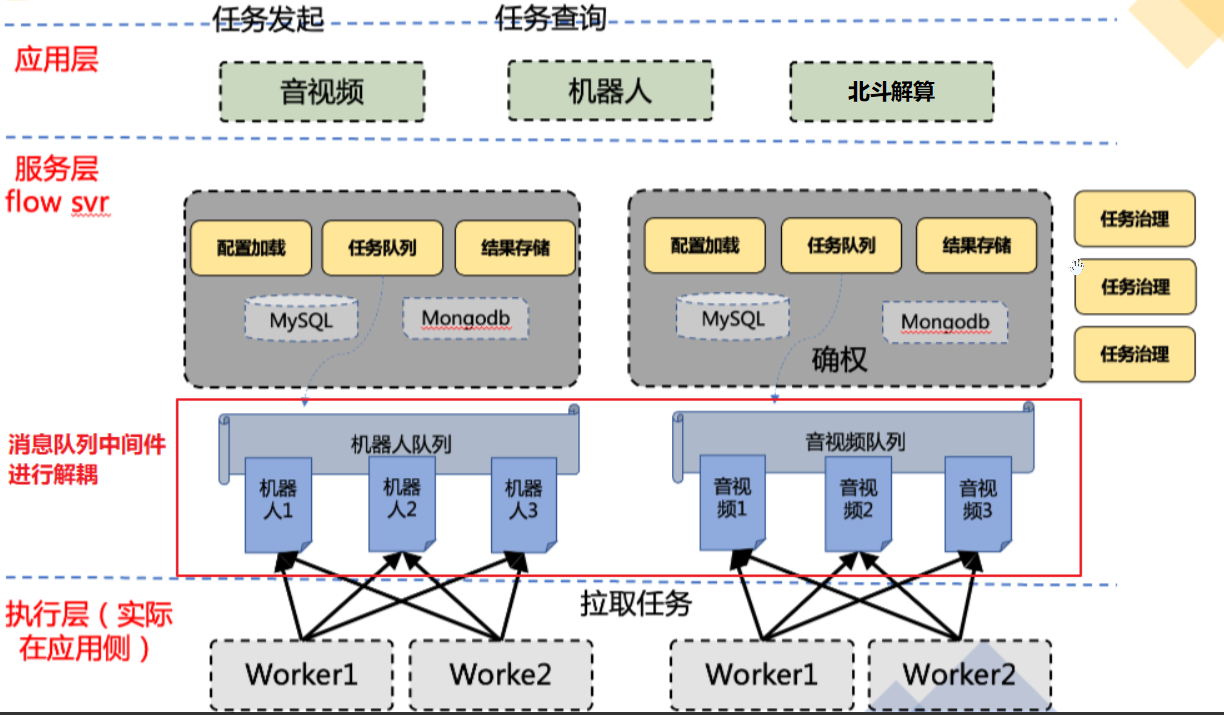 任务发起
任务查询
应用层
音视频
机器人
北斗解算
服务层
flow svr
配置加载
任务队列
结果存储
MySQL
Mongodb
配置加载
任务队列
结果存储
MySQL
Mongodb
确权
任务治理
任务治理
任务治理
消息队列中间件
进行解耦
机器人队列
机器
人1
机器
人2
机器
人3
音视频队列
音视
频1
音视
频2
音视
频3
执行层（实际
在应用侧）
拉取任务
Worker1
Worke2
Worker1
Worker2